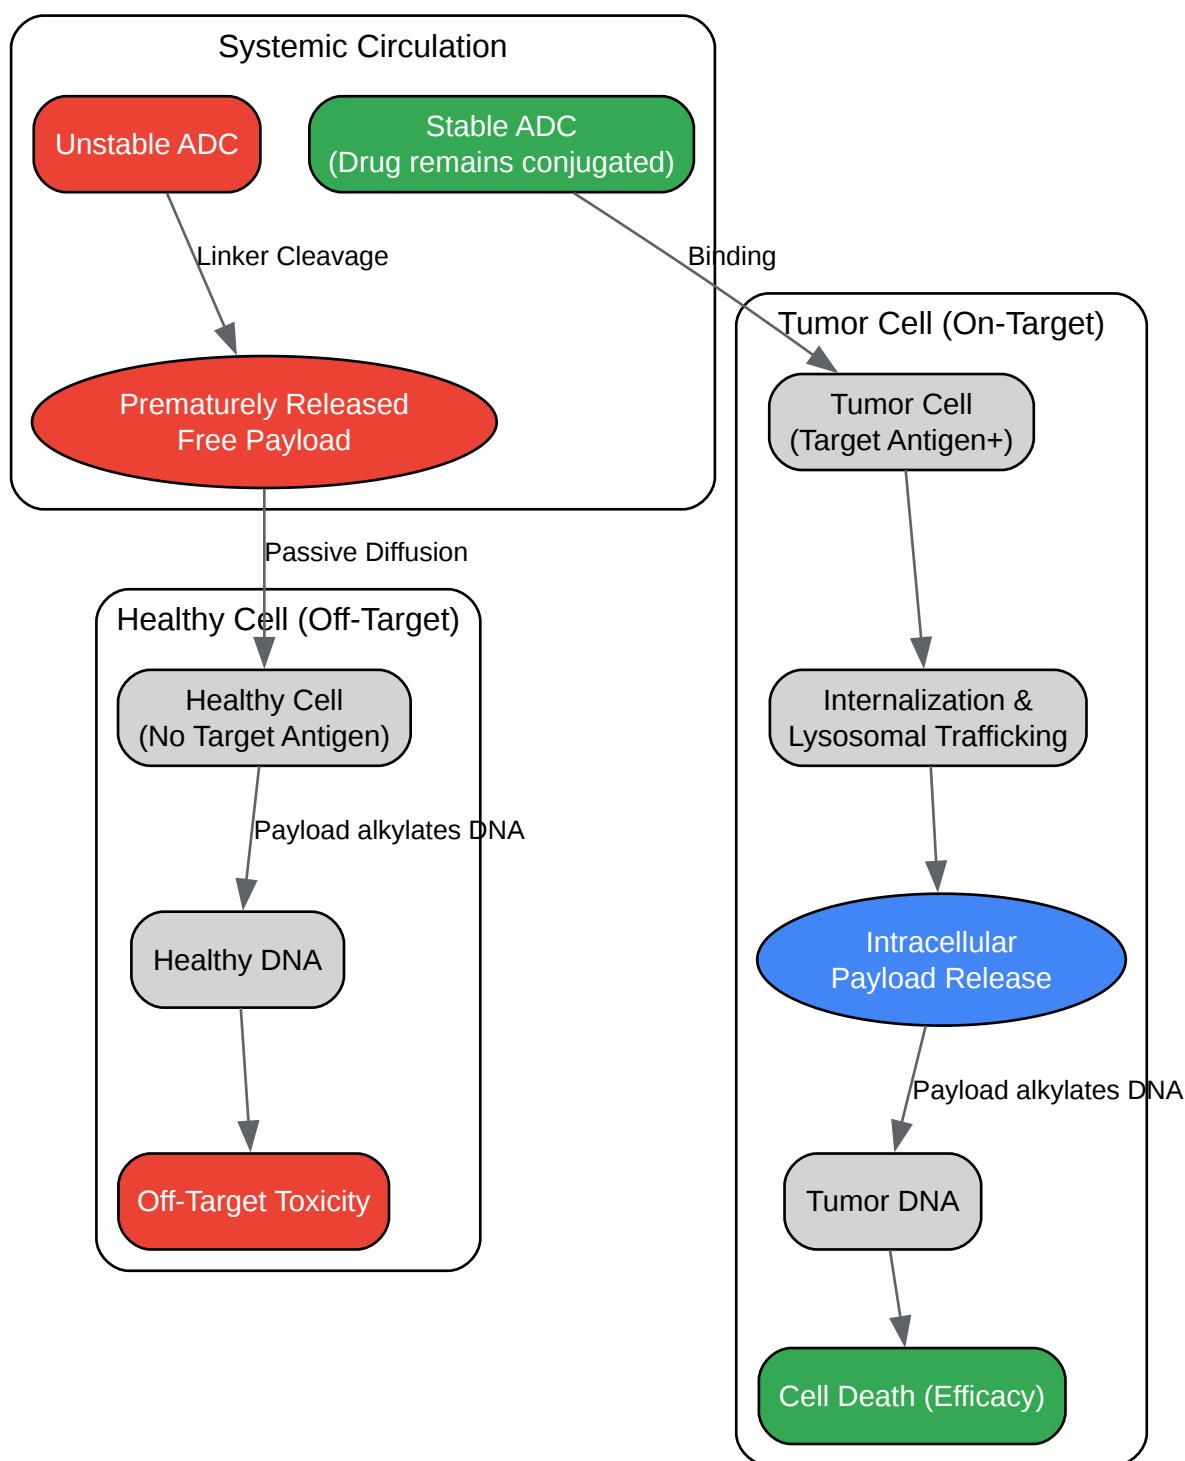 Systemic Circulation
Unstable ADC
Stable ADC
(Drug remains conjugated)
Linker Cleavage
Binding
Prematurely Released
Free Payload
Passive Diffusion
Healthy Cell (Off-Target)
Healthy Cell
(No Target Antigen)
Payload alkylates DNA
Healthy DNA
Off-Target Toxicity
Tumor Cell (On-Target)
Tumor Cell
(Target Antigen+)
Internalization &
Lysosomal Trafficking
Intracellular
Payload Release
Payload alkylates DNA
Tumor DNA
Cell Death (Efficacy)